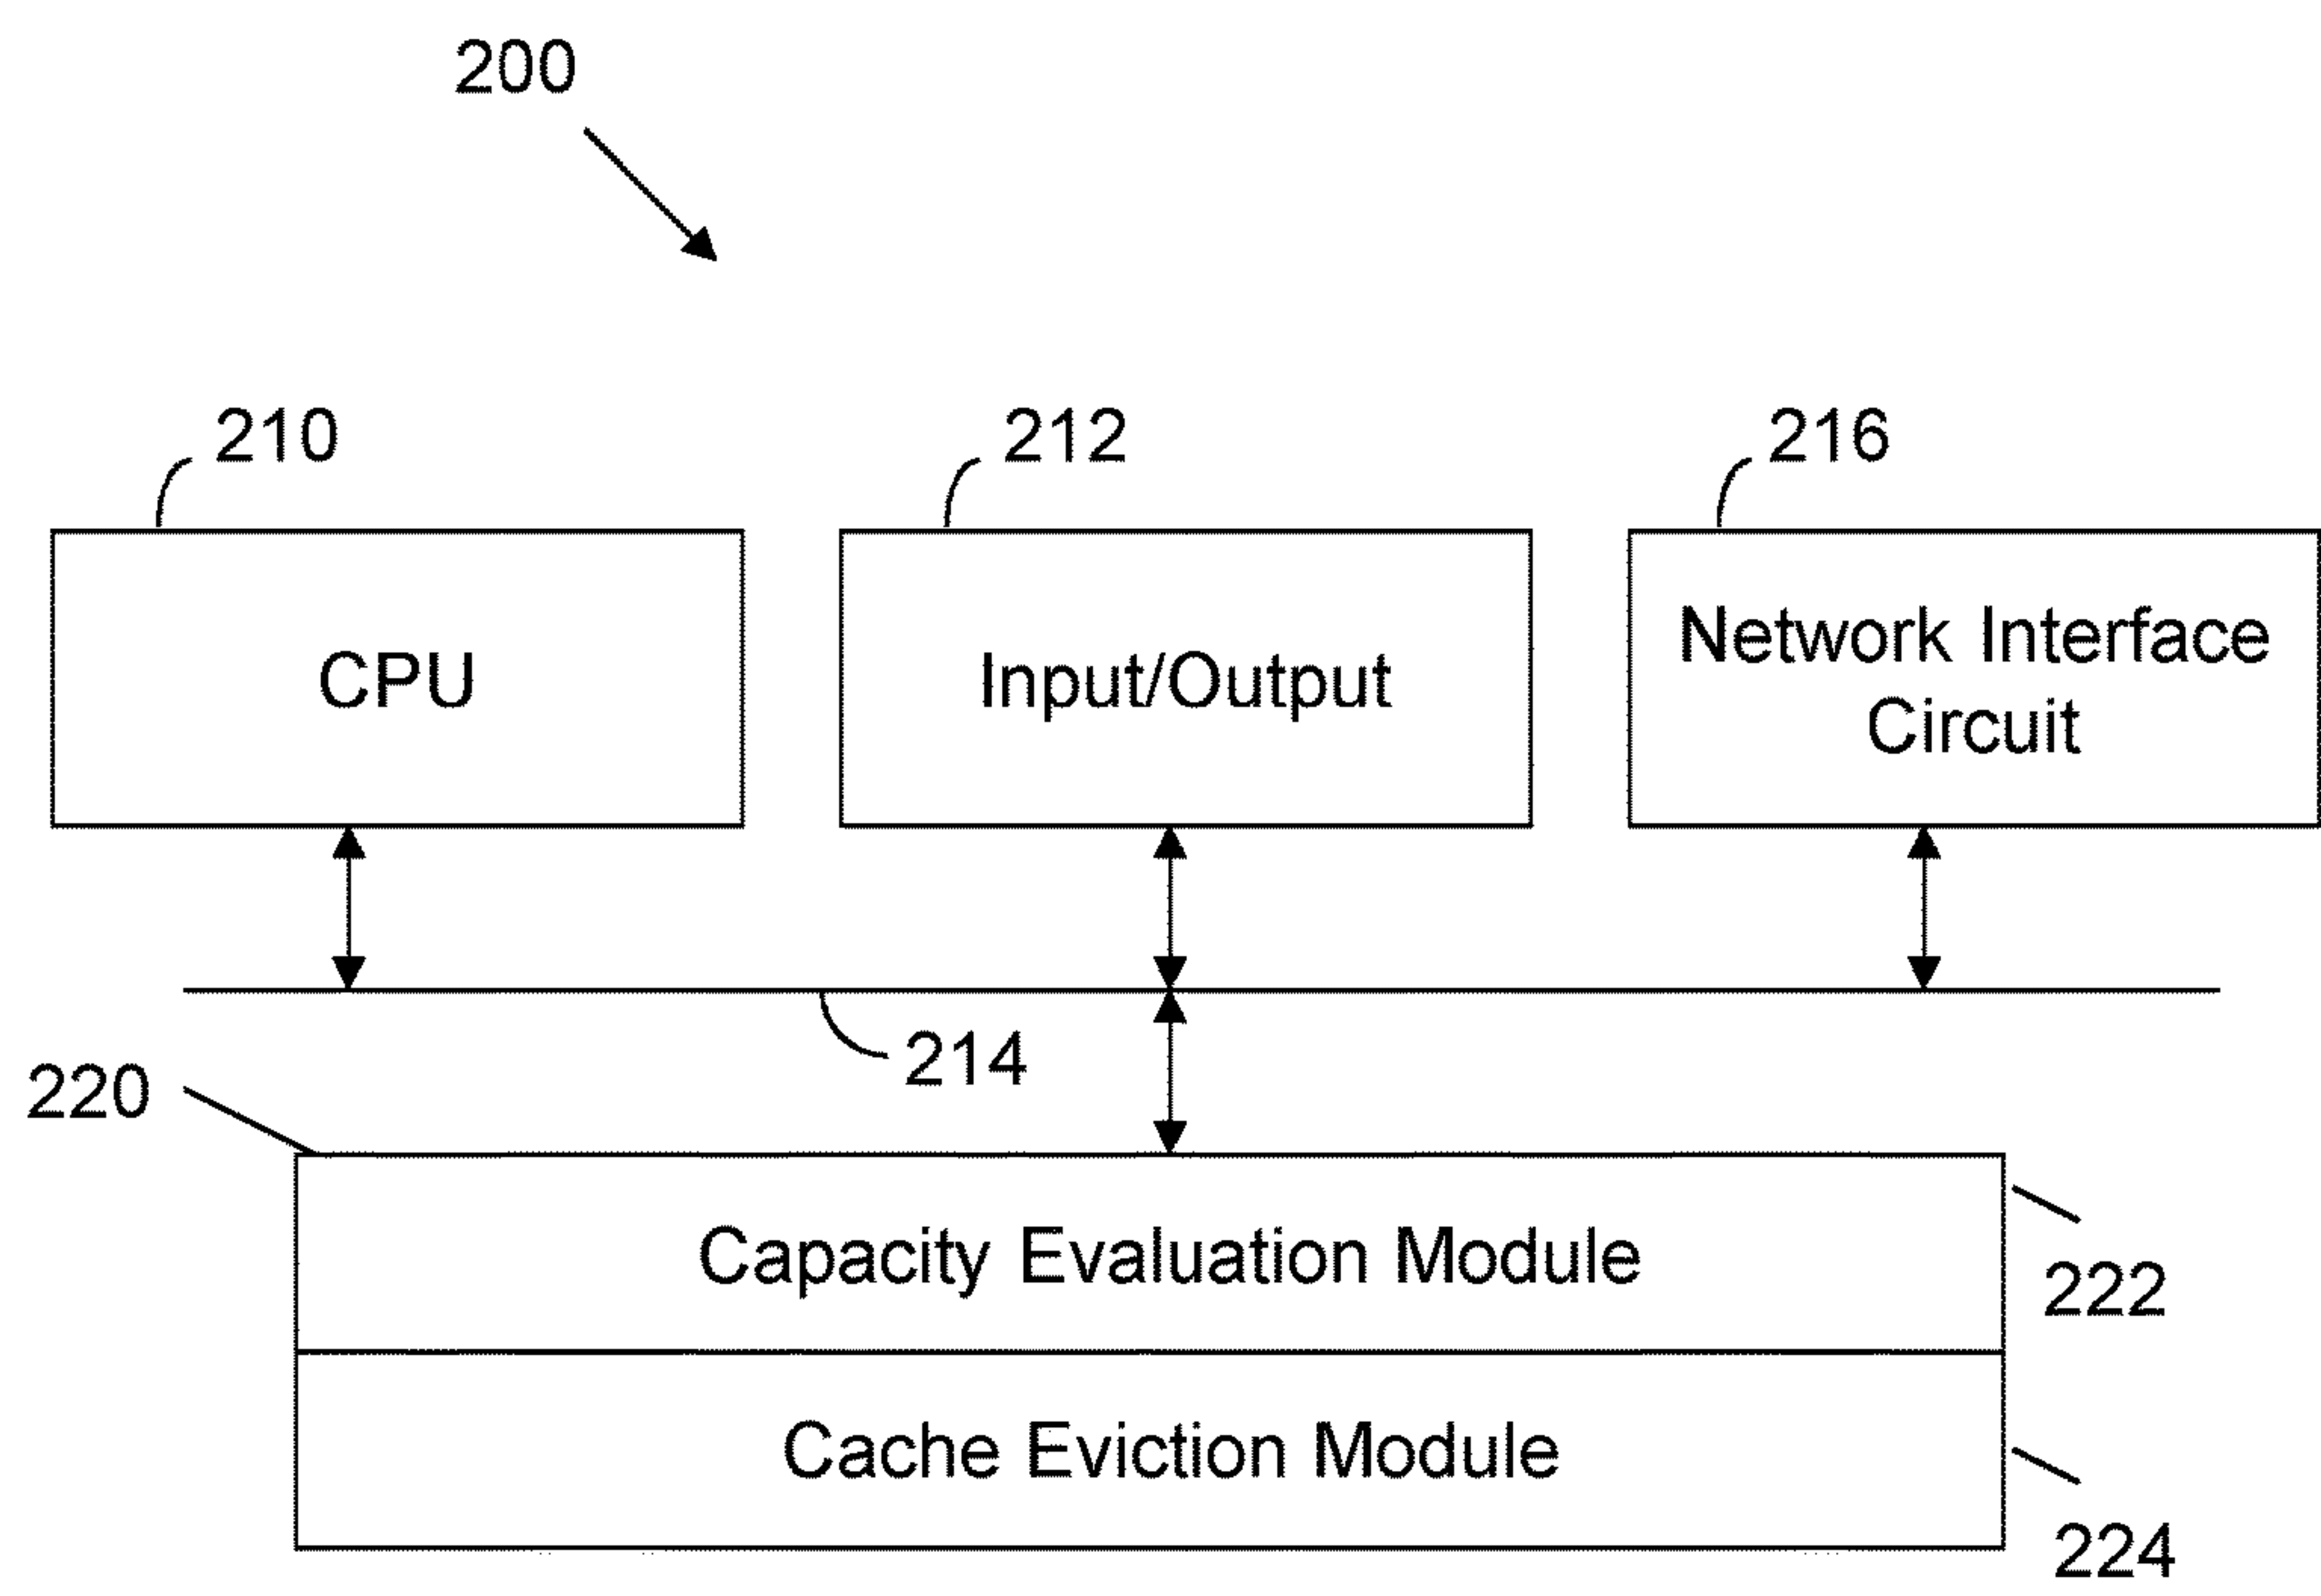 200
210
212
216
CPU
Input/Output
Network Interface
Circuit
214
220
Capacity Evaluation Module
222
Cache Eviction Module
224